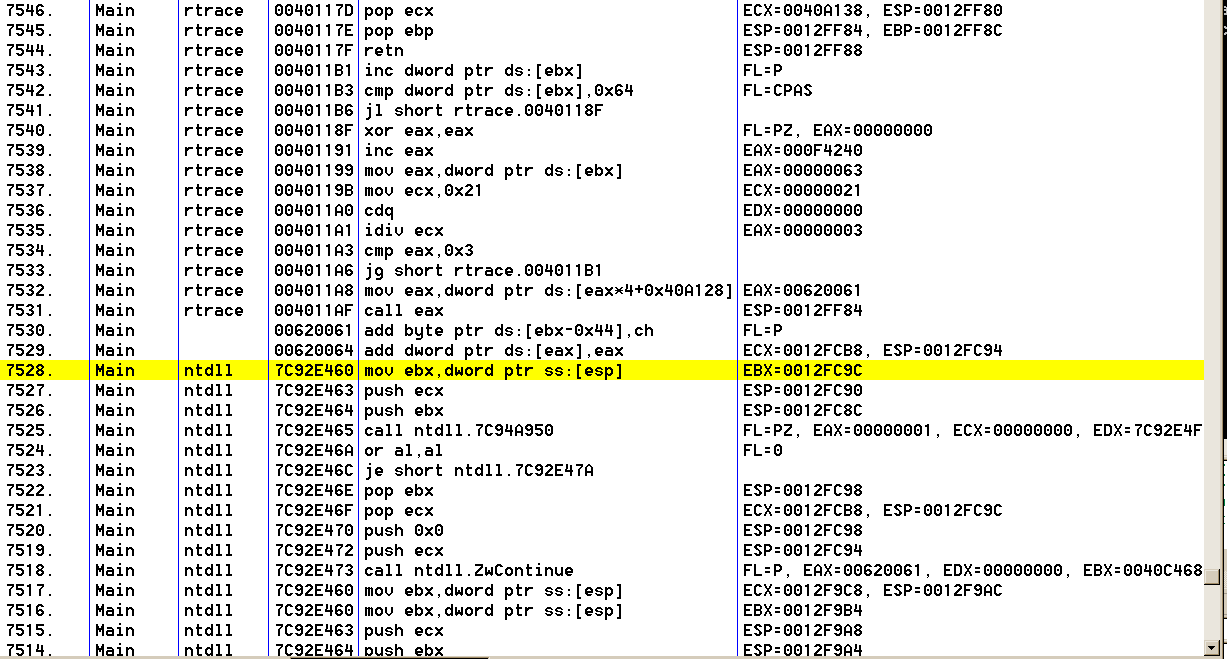 7546. Main rtrace 0040117D pop ecx ECX=0040A138, ESP=0012FF80
7545. Main rtrace 0040117E pop ebp ESP=0012FF84, EBP=0012FF8C
7544. Main rtrace 0040117F retn ESP=0012FF88
7543. Main rtrace 004011B1 inc dword ptr ds:[ebx] FL=P
7542. Main rtrace 004011B3 cmp dword ptr ds:[ebx],0x64 FL=CPAS
7541. Main rtrace 004011B6 jl short rtrace.0040118F
7540. Main rtrace 0040118F xor eax,eax FL=PZ, EAX=00000000
7539. Main rtrace 00401191 inc eax EAX=000F4240
7538. Main rtrace 00401199 mov eax,dword ptr ds:[ebx] EAX=00000063
7537. Main rtrace 0040119B mov ecx,0x21 ECX=00000021
7536. Main rtrace 004011A0 cdq EDX=00000000
7535. Main rtrace 004011A1 idiv ecx EAX=00000003
7534. Main rtrace 004011A3 cmp eax,0x3
7533. Main rtrace 004011A6 jg short rtrace.004011B1
7532. Main rtrace 004011A8 mov eax,dword ptr ds:[eax*4+0x40A128] EAX=00620061
7531. Main rtrace 004011AF call eax ESP=0012FF84
7530. Main 00620061 add byte ptr ds:[ebx-0x44],ch FL=P
7529. Main 00620064 add dword ptr ds:[eax],eax ECX=0012FCB8, ESP=0012FC94
7528. Main ntdll 7C92E460 mov ebx,dword ptr ss:[esp] EBX=0012FC9C
7527. Main ntdll 7C92E463 push ecx ESP=0012FC90
7526. Main ntdll 7C92E464 push ebx ESP=0012FC8C
7525. Main ntdll 7C92E465 call ntdll.7C94A950 FL=PZ, EAX=00000001, ECX=00000000, EDX=7C92E4F
7524. Main ntdll 7C92E46A or al,al FL=0
7523. Main ntdll 7C92E46C je short ntdll.7C92E47A
7522. Main ntdll 7C92E46E pop ebx ESP=0012FC98
7521. Main ntdll 7C92E46F pop ecx ECX=0012FCB8, ESP=0012FC9C
7520. Main ntdll 7C92E470 push 0x0 ESP=0012FC98
7519. Main ntdll 7C92E472 push ecx ESP=0012FC94
7518. Main ntdll 7C92E473 call ntdll.ZwContinue FL=P, EAX=00620061, EDX=00000000, EBX=0040C468
7517. Main ntdll 7C92E460 mov ebx,dword ptr ss:[esp] ECX=0012F9C8, ESP=0012F9AC
7516. Main ntdll 7C92E460 mov ebx,dword ptr ss:[esp] EBX=0012F9B4
7515. Main ntdll 7C92E463 push ecx ESP=0012F9A8
7514. Main ntdll 7C92E464 push ebx ESP=0012F9A4